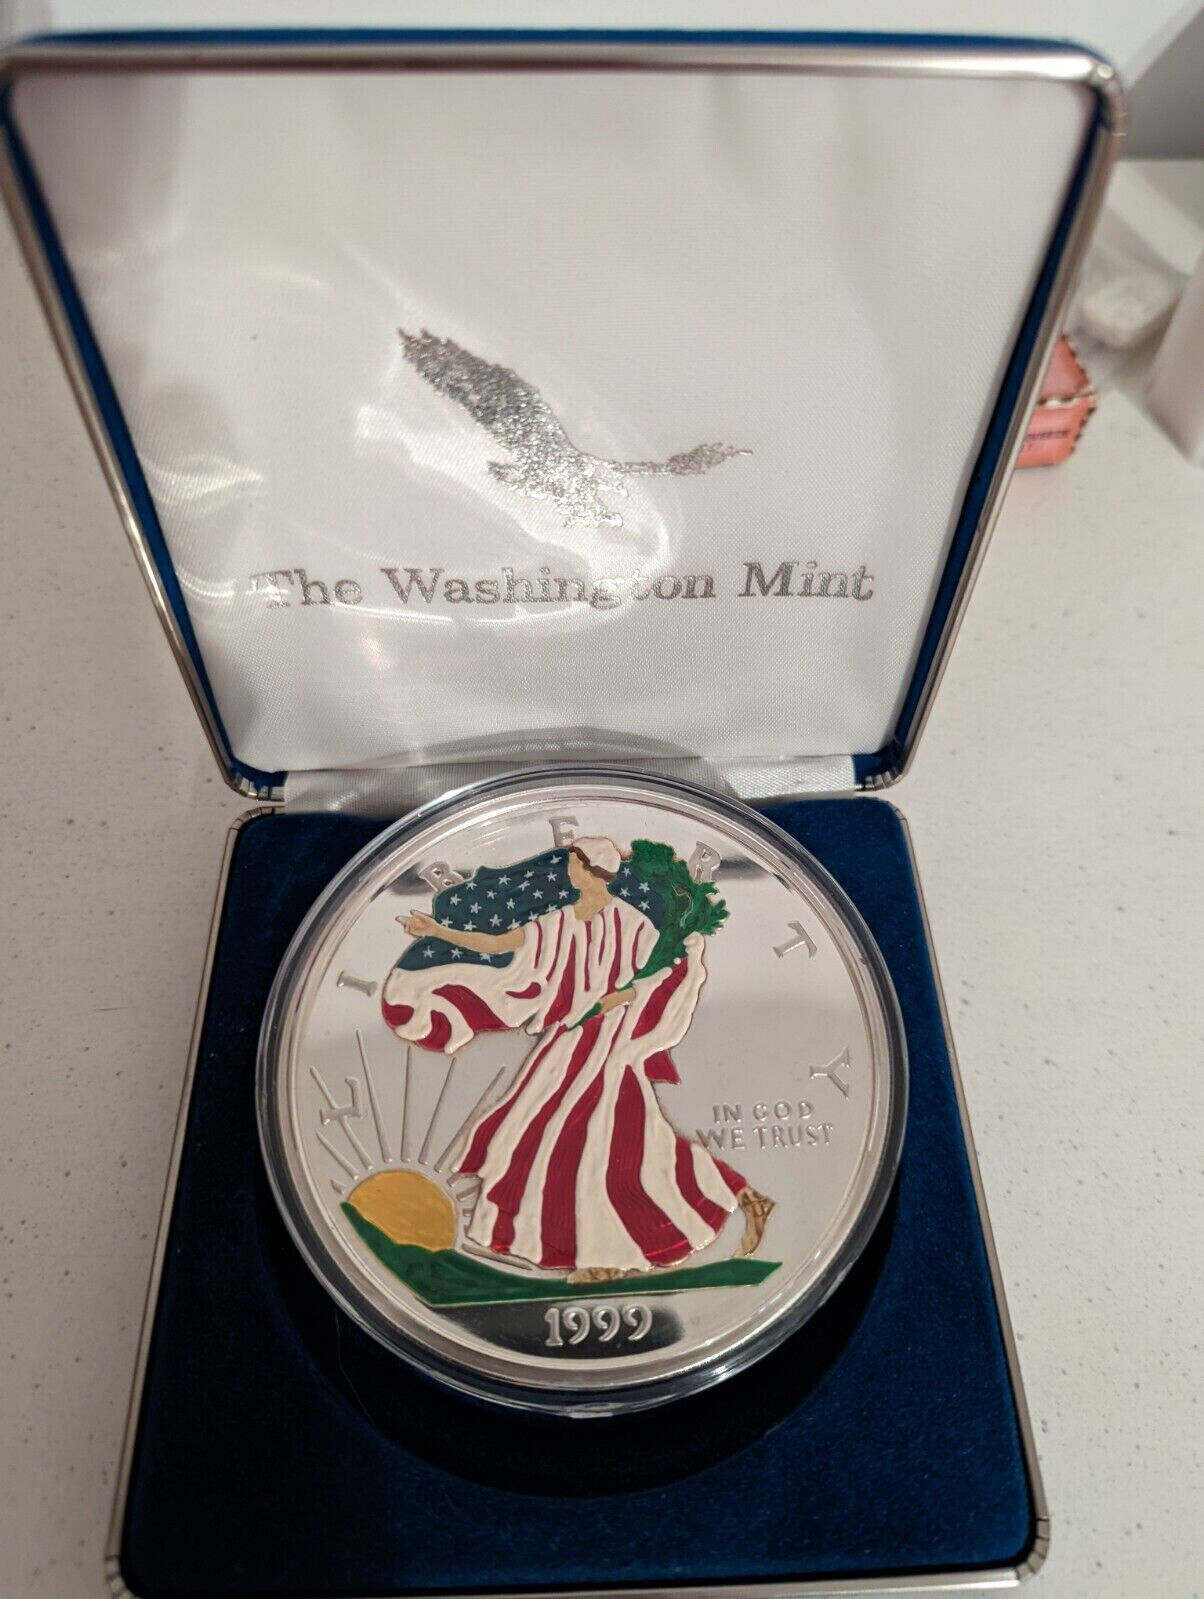 The Washington Mint
LIBERTY
IN GOD
WE TRUST
1999